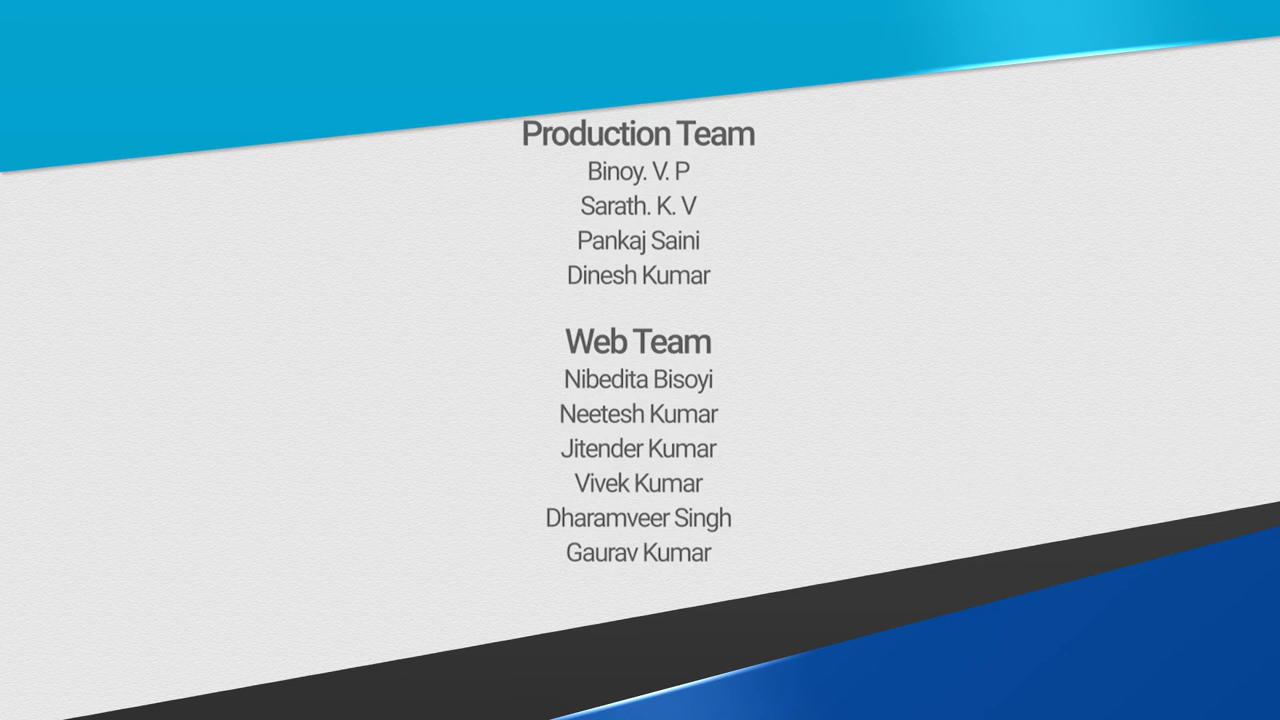 Production Team
Binoy. V. P
Sarath. K. V
Pankaj Saini
Dinesh Kumar
Web Team
Nibedita Bisoyi
Neetesh Kumar
Jitender Kumar
Vivek Kumar
Dharamveer Singh
Gaurav Kumar